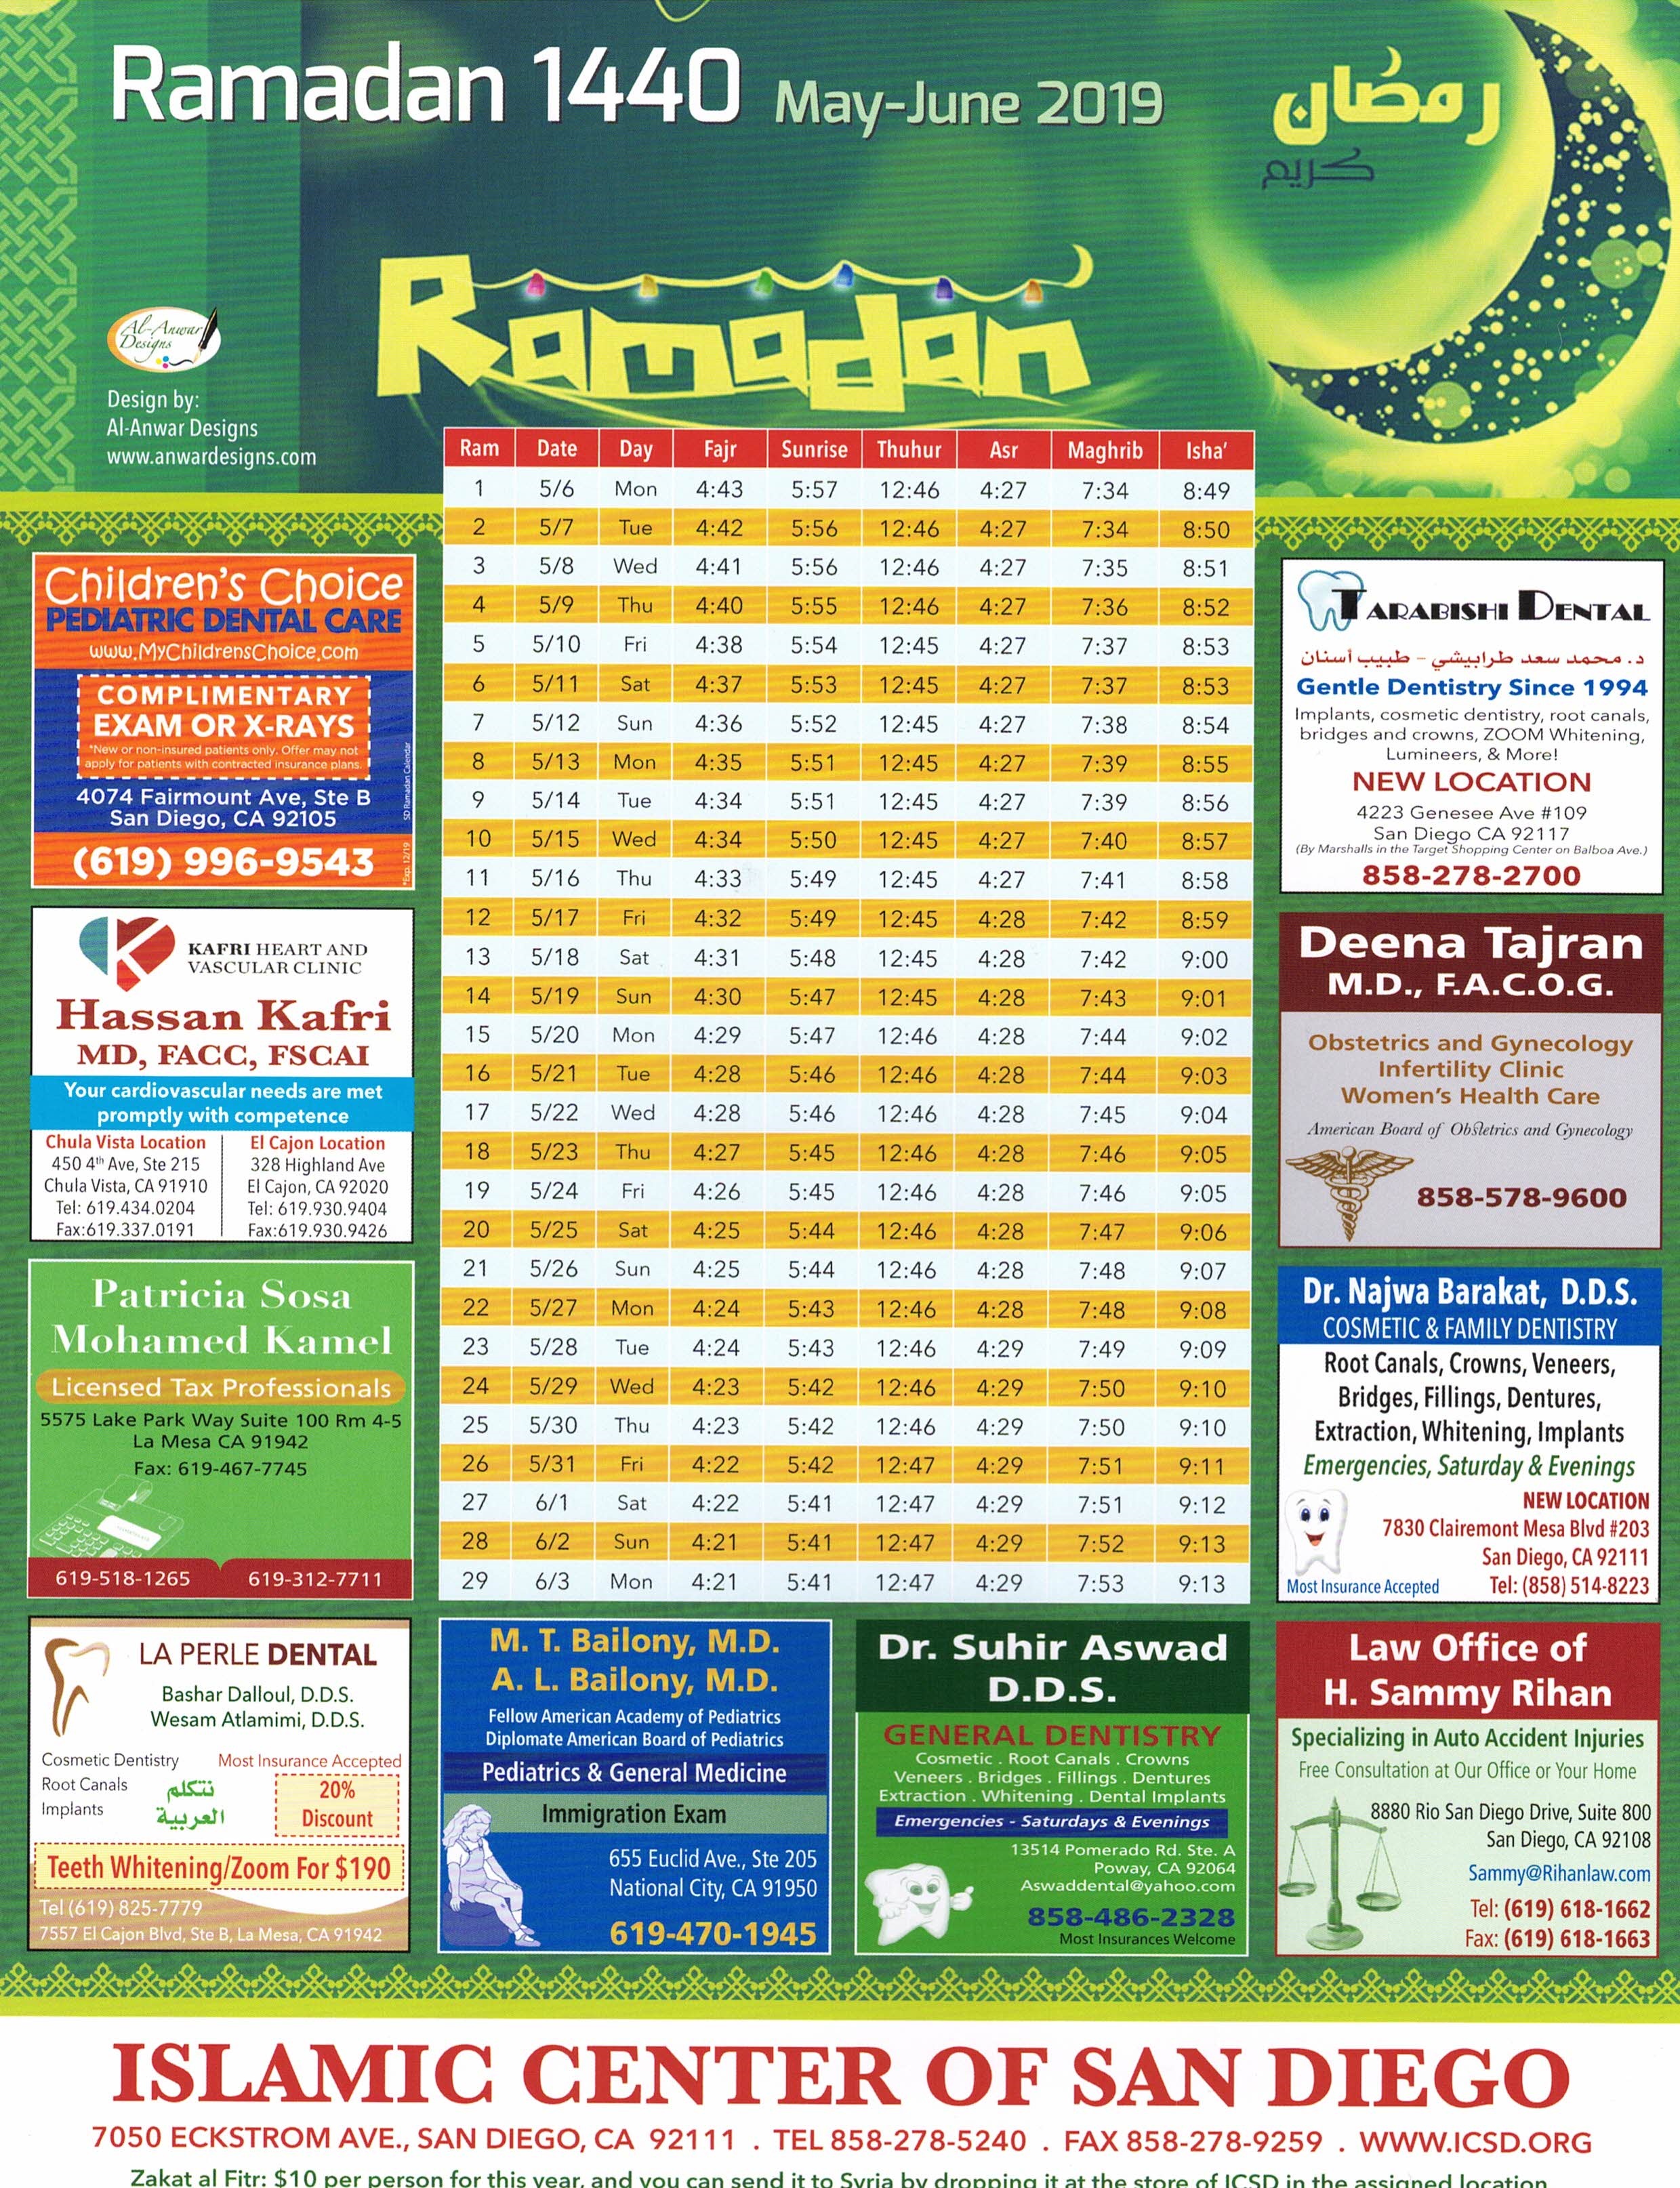 Ramadan 1440 May-June 2019
رمضان
كريم
Ramadan
Al-Anwar
Designs
Design by:
Al-Anwar Designs
www.anwardesigns.com
Ram Date Day Fajr Sunrise Thuhur Asr Maghrib Isha'
1 5/6 Mon 4:43 5:57 12:46 4:27 7:34 8:49
2 5/7 Tue 4:42 5:56 12:46 4:27 7:34 8:50
3 5/8 Wed 4:41 5:56 12:46 4:27 7:35 8:51
4 5/9 Thu 4:40 5:55 12:46 4:27 7:36 8:52
5 5/10 Fri 4:38 5:54 12:45 4:27 7:37 8:53
6 5/11 Sat 4:37 5:53 12:45 4:27 7:37 8:53
7 5/12 Sun 4:36 5:52 12:45 4:27 7:38 8:54
8 5/13 Mon 4:35 5:51 12:45 4:27 7:39 8:55
9 5/14 Tue 4:34 5:51 12:45 4:27 7:39 8:56
10 5/15 Wed 4:34 5:50 12:45 4:27 7:40 8:57
11 5/16 Thu 4:33 5:49 12:45 4:27 7:41 8:58
12 5/17 Fri 4:32 5:49 12:45 4:28 7:42 8:59
13 5/18 Sat 4:31 5:48 12:45 4:28 7:42 9:00
14 5/19 Sun 4:30 5:47 12:45 4:28 7:43 9:01
15 5/20 Mon 4:29 5:47 12:46 4:28 7:44 9:02
16 5/21 Tue 4:28 5:46 12:46 4:28 7:44 9:03
17 5/22 Wed 4:28 5:46 12:46 4:28 7:45 9:04
18 5/23 Thu 4:27 5:45 12:46 4:28 7:46 9:05
19 5/24 Fri 4:26 5:45 12:46 4:28 7:46 9:05
20 5/25 Sat 4:25 5:44 12:46 4:28 7:47 9:06
21 5/26 Sun 4:25 5:44 12:46 4:28 7:48 9:07
22 5/27 Mon 4:24 5:43 12:46 4:28 7:48 9:08
23 5/28 Tue 4:24 5:43 12:46 4:29 7:49 9:09
24 5/29 Wed 4:23 5:42 12:46 4:29 7:50 9:10
25 5/30 Thu 4:23 5:42 12:46 4:29 7:50 9:10
26 5/31 Fri 4:22 5:42 12:47 4:29 7:51 9:11
27 6/1 Sat 4:22 5:41 12:47 4:29 7:51 9:12
28 6/2 Sun 4:21 5:41 12:47 4:29 7:52 9:13
29 6/3 Mon 4:21 5:41 12:47 4:29 7:53 9:13
Children's Choice
PEDIATRIC DENTAL CARE
www.MyChildrensChoice.com
COMPLIMENTARY
EXAM OR X-RAYS
*New or non-insured patients only. Offer may not
apply for patients with contracted insurance plans.
4074 Fairmount Ave, Ste B
San Diego, CA 92105
(619) 996-9543
*Exp. 12/19 SD Ramadan Calendar
KAFRI HEART AND
VASCULAR CLINIC
Hassan Kafri
MD, FACC, FSCAI
Your cardiovascular needs are met
promptly with competence
Chula Vista Location
450 4th Ave, Ste 215
Chula Vista, CA 91910
Tel: 619.434.0204
Fax:619.337.0191
El Cajon Location
328 Highland Ave
El Cajon, CA 92020
Tel: 619.930.9404
Fax:619.930.9426
Patricia Sosa
Mohamed Kamel
Licensed Tax Professionals
5575 Lake Park Way Suite 100 Rm 4-5
La Mesa CA 91942
Fax: 619-467-7745
619-518-1265 619-312-7711
TARABISHI DENTAL
د. محمد سعد طرابيشي - طبيب أسنان
Gentle Dentistry Since 1994
Implants, cosmetic dentistry, root canals,
bridges and crowns, ZOOM Whitening,
Lumineers, & More!
NEW LOCATION
4223 Genesee Ave #109
San Diego CA 92117
(By Marshalls in the Target Shopping Center on Balboa Ave.)
858-278-2700
Deena Tajran
M.D., F.A.C.O.G.
Obstetrics and Gynecology
Infertility Clinic
Women's Health Care
American Board of Obstetrics and Gynecology
858-578-9600
Dr. Najwa Barakat, D.D.S.
COSMETIC & FAMILY DENTISTRY
Root Canals, Crowns, Veneers,
Bridges, Fillings, Dentures,
Extraction, Whitening, Implants
Emergencies, Saturday & Evenings
NEW LOCATION
7830 Clairemont Mesa Blvd #203
San Diego, CA 92111
Most Insurance Accepted Tel: (858) 514-8223
LA PERLE DENTAL
Bashar Dalloul, D.D.S.
Wesam Atlamimi, D.D.S.
Cosmetic Dentistry
Root Canals
Implants
Most Insurance Accepted
نتكلم
العربية
20%
Discount
Teeth Whitening/Zoom For $190
Tel (619) 825-7779
7557 El Cajon Blvd, Ste B, La Mesa, CA 91942
M. T. Bailony, M.D.
A. L. Bailony, M.D.
Fellow American Academy of Pediatrics
Diplomate American Board of Pediatrics
Pediatrics & General Medicine
Immigration Exam
655 Euclid Ave., Ste 205
National City, CA 91950
619-470-1945
Dr. Suhir Aswad
D.D.S.
GENERAL DENTISTRY
Cosmetic . Root Canals . Crowns
Veneers . Bridges . Fillings . Dentures
Extraction . Whitening . Dental Implants
Emergencies - Saturdays & Evenings
13514 Pomerado Rd. Ste. A
Poway, CA 92064
Aswaddental@yahoo.com
858-486-2328
Most Insurances Welcome
Law Office of
H. Sammy Rihan
Specializing in Auto Accident Injuries
Free Consultation at Our Office or Your Home
8880 Rio San Diego Drive, Suite 800
San Diego, CA 92108
Sammy@Rihanlaw.com
Tel: (619) 618-1662
Fax: (619) 618-1663
ISLAMIC CENTER OF SAN DIEGO
7050 ECKSTROM AVE., SAN DIEGO, CA 92111 . TEL 858-278-5240 . FAX 858-278-9259 . WWW.ICSD.ORG
Zakat al Fitr: $10 per person for this year, and you can send it to Syria by dropping it at the store of ICSD in the assigned location